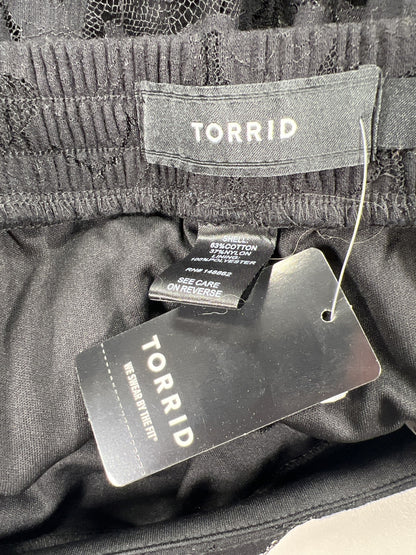 TORRID
SHELL:
63%COTTON
37%NYLON
LINING:
100%POLYESTER
RN# 148882
SEE CARE
ON REVERSE
TORRID
WE SWEAR BY THE FIT®